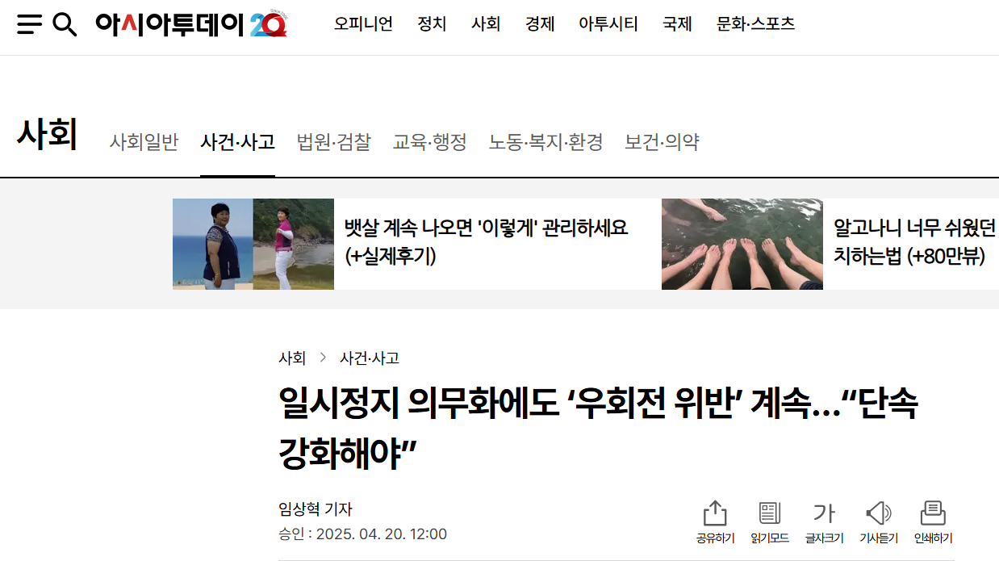 아시아투데이 20
오피니언 정치 사회 경제 아투시티 국제 문화·스포츠
사회 사회일반 사건·사고 법원·검찰 교육·행정 노동·복지·환경 보건·의약
뱃살 계속 나오면 '이렇게' 관리하세요
(+실제후기)
알고나니 너무 쉬웠던
치하는법 (+80만뷰)
사회 > 사건·사고
일시정지 의무화에도 ‘우회전 위반’ 계속…“단속
강화해야”
임상혁 기자
승인 : 2025. 04. 20. 12:00
가
공유하기 읽기모드 글자크기 기사듣기 인쇄하기